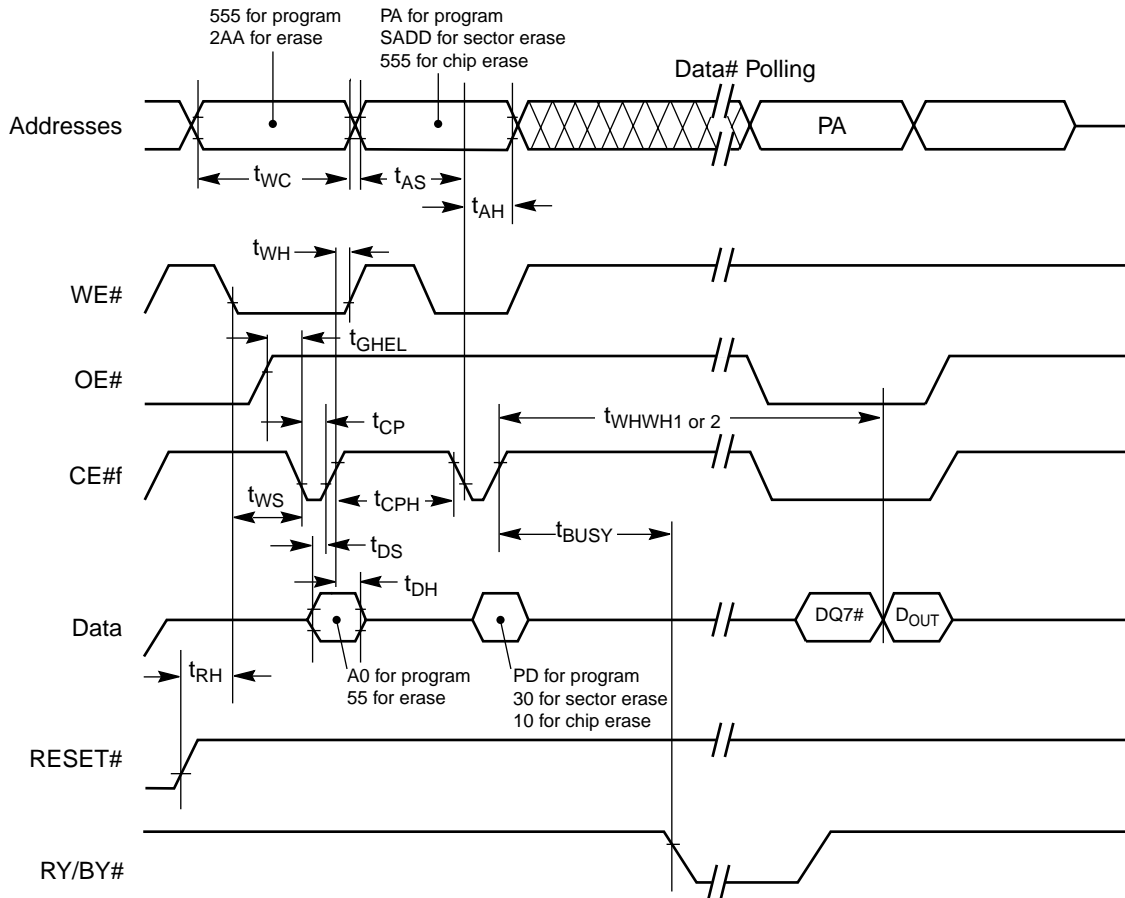 555 for program
2AA for erase
PA for program
SADD for sector erase
555 for chip erase
Data# Polling
Addresses
PA
tWC
tAS
tAH
tWH
WE#
tGHEL
OE#
tWHWH1 or 2
tCP
CE#f
tWS
tCPH
tBUSY
tDS
tDH
Data
DQ7#
DOUT
tRH
A0 for program
55 for erase
PD for program
30 for sector erase
10 for chip erase
RESET#
RY/BY#